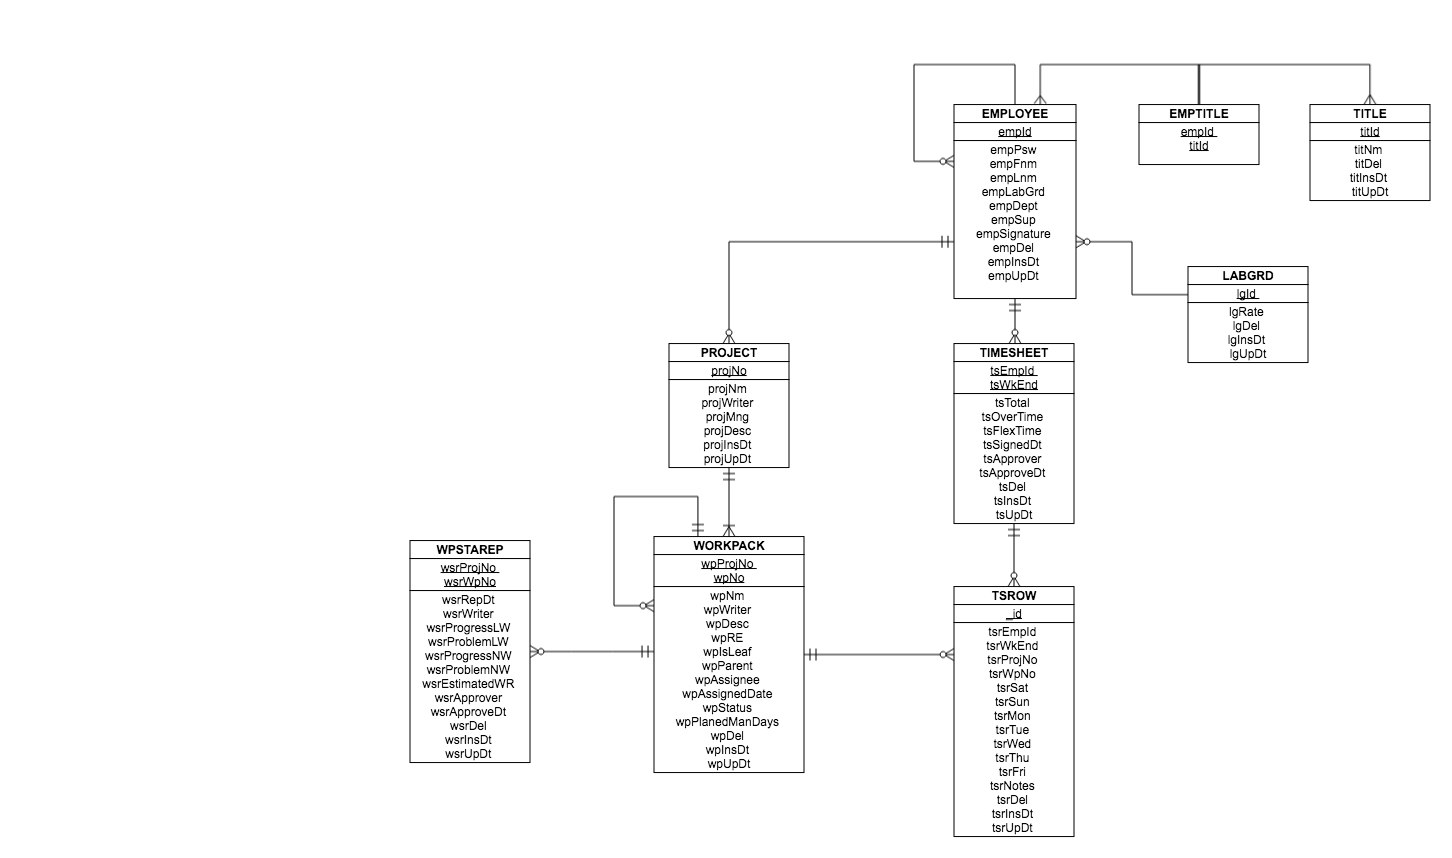 EMPLOYEE
empId
empPsw
empFnm
empLnm
empLabGrd
empDept
empSup
empSignature
empDel
empInsDt
empUpDt
EMPTITLE
empId
titId
TITLE
titId
titNm
titDel
titInsDt
titUpDt
LABGRD
lgId
lgRate
lgDel
lgInsDt
lgUpDt
PROJECT
projNo
projNm
projWriter
projMng
projDesc
projInsDt
projUpDt
TIMESHEET
tsEmpId
tsWkEnd
tsTotal
tsOverTime
tsFlexTime
tsSignedDt
tsApprover
tsApproveDt
tsDel
tsInsDt
tsUpDt
WPSTAREP
wsrProjNo
wsrWpNo
wsrRepDt
wsrWriter
wsrProgressLW
wsrProblemLW
wsrProgressNW
wsrProblemNW
wsrEstimatedWR
wsrApprover
wsrApproveDt
wsrDel
wsrInsDt
wsrUpDt
WORKPACK
wpProjNo
wpNo
wpNm
wpWriter
wpDesc
wpRE
wpIsLeaf
wpParent
wpAssignee
wpAssignedDate
wpStatus
wpPlanedManDays
wpDel
wpInsDt
wpUpDt
TSROW
_id
tsrEmpId
tsrWkEnd
tsrProjNo
tsrWpNo
tsrSat
tsrSun
tsrMon
tsrTue
tsrWed
tsrThu
tsrFri
tsrNotes
tsrDel
tsrInsDt
tsrUpDt